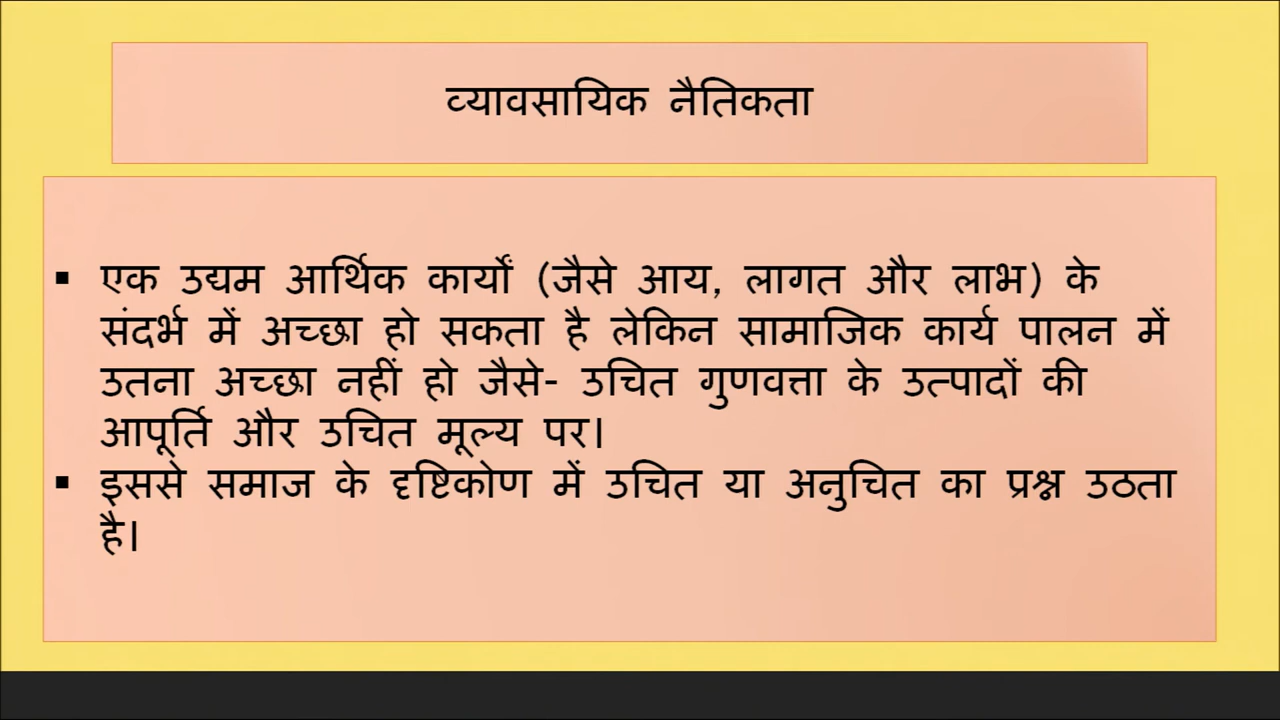 व्यावसायिक नैतिकता
▪ एक उद्यम आर्थिक कार्यों (जैसे आय, लागत और लाभ) के
संदर्भ में अच्छा हो सकता है लेकिन सामाजिक कार्य पालन में
उतना अच्छा नहीं हो जैसे- उचित गुणवत्ता के उत्पादों की
आपूर्ति और उचित मूल्य पर।
▪ इससे समाज के दृष्टिकोण में उचित या अनुचित का प्रश्न उठता
है।